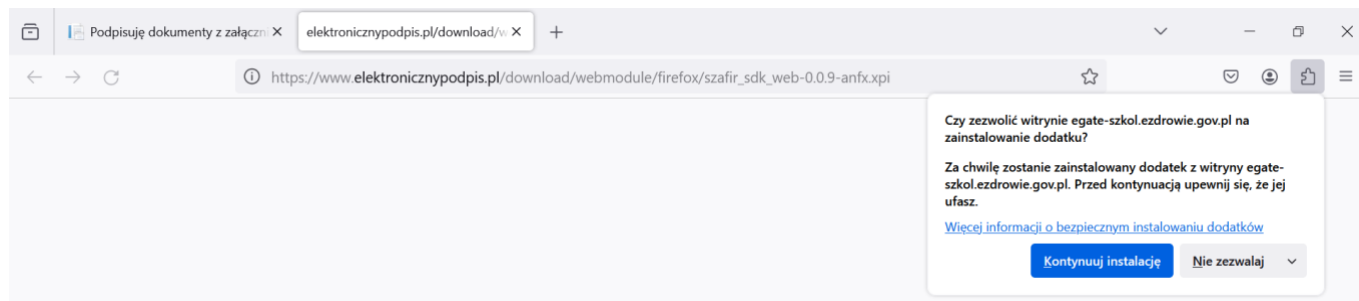 Podpisuję dokumenty z załączni
elektronicznypodpis.pl/download/w
https://www.elektronicznypodpis.pl/download/webmodule/firefox/szafir_sdk_web-0.0.9-anfx.xpi
Czy zezwolić witrynie egate-szkol.ezdrowie.gov.pl na
zainstalowanie dodatku?
Za chwilę zostanie zainstalowany dodatek z witryny egate-
szkol.ezdrowie.gov.pl. Przed kontynuacją upewnij się, że jej
ufasz.
Więcej informacji o bezpiecznym instalowaniu dodatków
Kontynuuj instalację
Nie zezwalaj